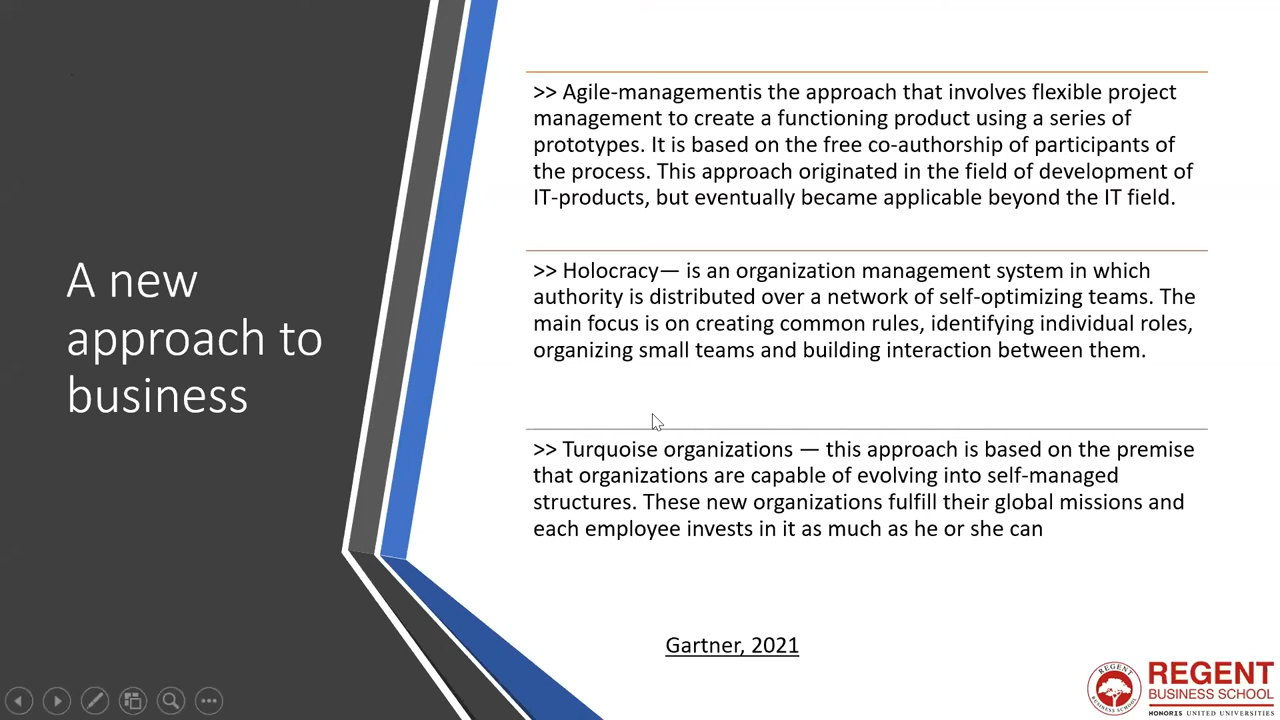 A new
approach to
business
>> Agile-managementis the approach that involves flexible project
management to create a functioning product using a series of
prototypes. It is based on the free co-authorship of participants of
the process. This approach originated in the field of development of
IT-products, but eventually became applicable beyond the IT field.
>> Holocracy— is an organization management system in which
authority is distributed over a network of self-optimizing teams. The
main focus is on creating common rules, identifying individual roles,
organizing small teams and building interaction between them.
>> Turquoise organizations — this approach is based on the premise
that organizations are capable of evolving into self-managed
structures. These new organizations fulfill their global missions and
each employee invests in it as much as he or she can
Gartner, 2021
REGENT
BUSINESS SCHOOL
REGENT
BUSINESS SCHOOL
HONORIS UNITED UNIVERSITIES